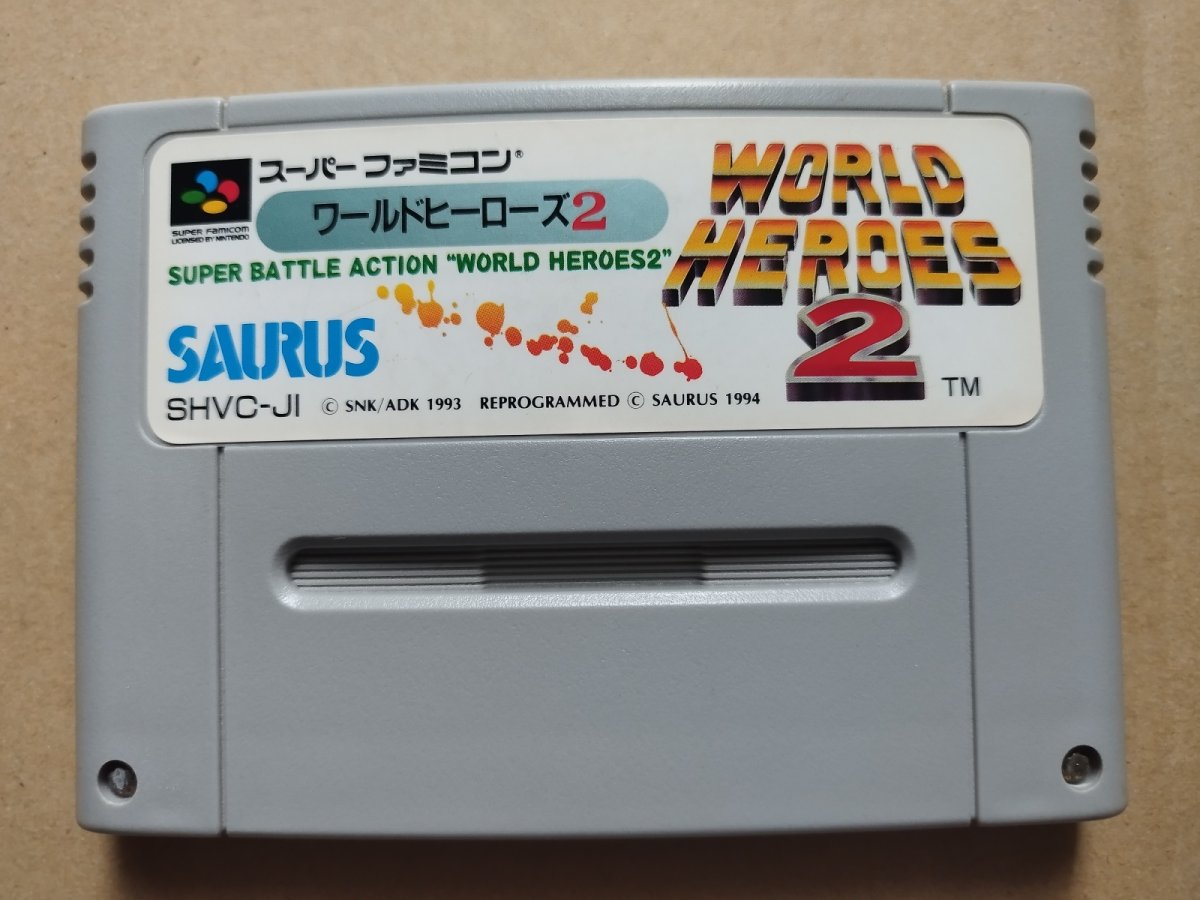 スーパーファミコン®
SUPER FAMICOM
LICENSED BY NINTENDO
ワールドヒーローズ2
SUPER BATTLE ACTION "WORLD HEROES2"
WORLD
HEROES
2
TM
SAURUS
SHVC-JI © SNK/ADK 1993 REPROGRAMMED © SAURUS 1994